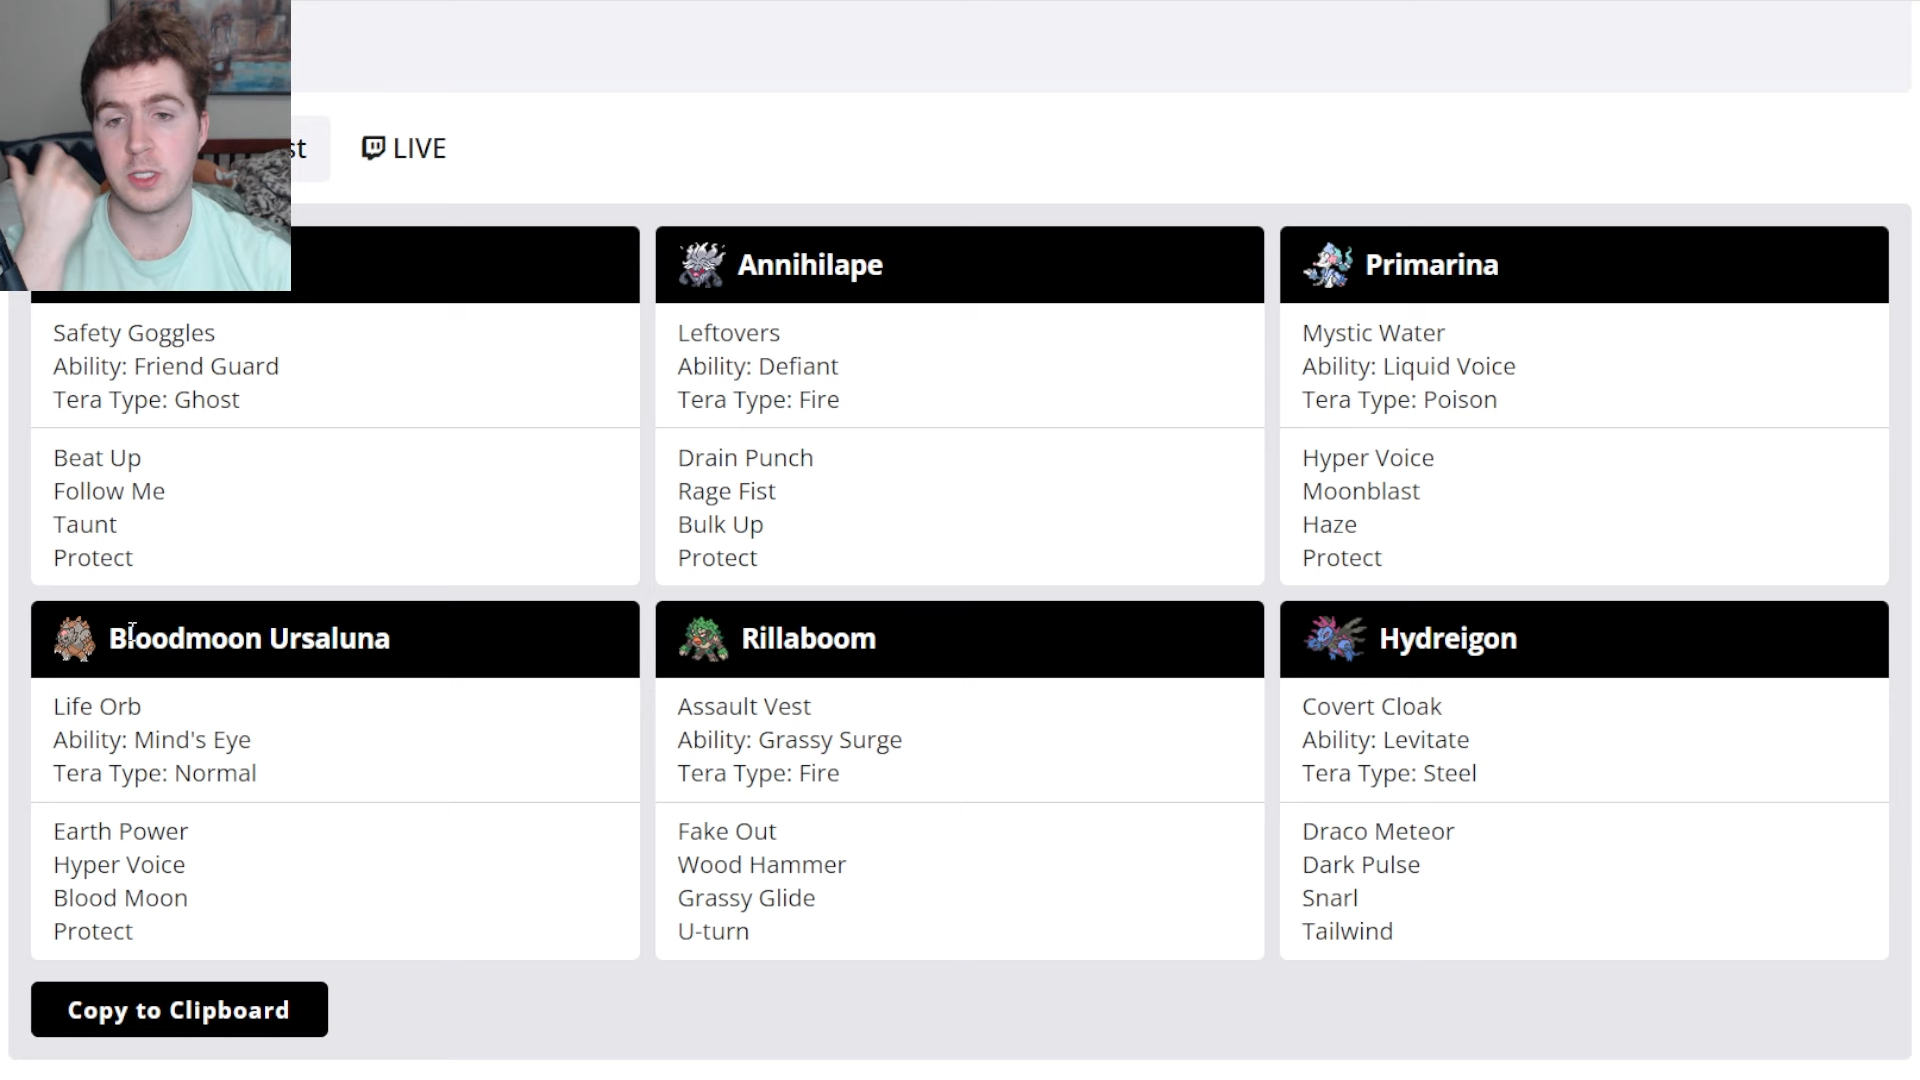 st
LIVE
Annihilape
Primarina
Safety Goggles
Ability: Friend Guard
Tera Type: Ghost
Beat Up
Follow Me
Taunt
Protect
Leftovers
Ability: Defiant
Tera Type: Fire
Drain Punch
Rage Fist
Bulk Up
Protect
Mystic Water
Ability: Liquid Voice
Tera Type: Poison
Hyper Voice
Moonblast
Haze
Protect
Bloodmoon Ursaluna
Life Orb
Ability: Mind's Eye
Tera Type: Normal
Earth Power
Hyper Voice
Blood Moon
Protect
Rillaboom
Assault Vest
Ability: Grassy Surge
Tera Type: Fire
Fake Out
Wood Hammer
Grassy Glide
U-turn
Hydreigon
Covert Cloak
Ability: Levitate
Tera Type: Steel
Draco Meteor
Dark Pulse
Snarl
Tailwind
Copy to Clipboard